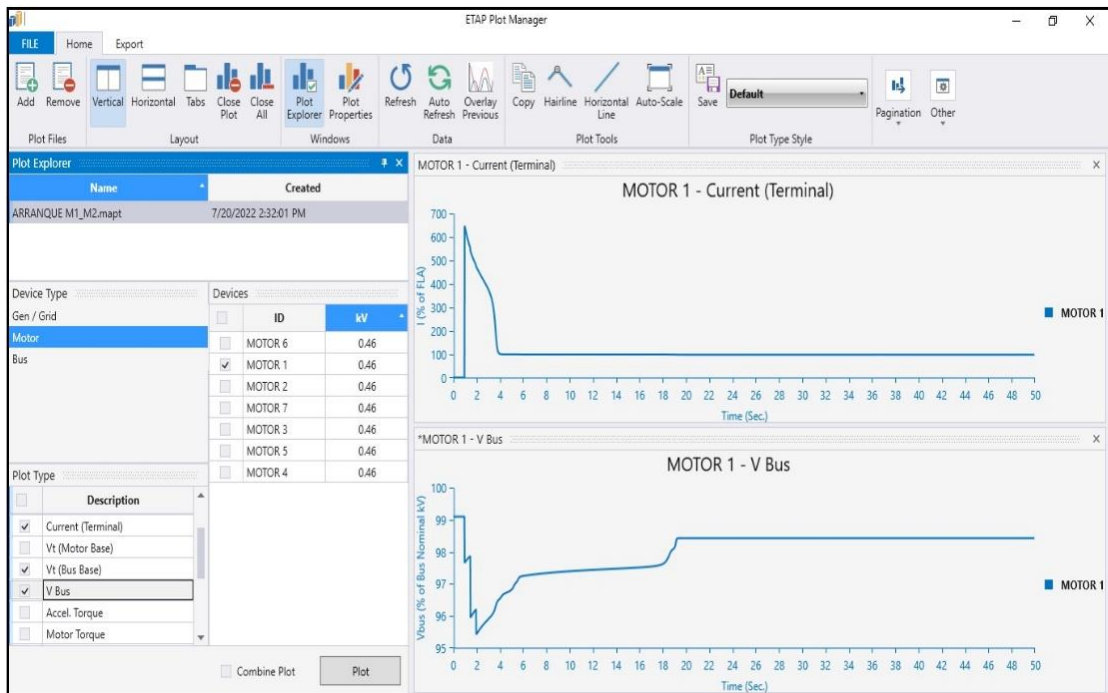 ETAP Plot Manager
FILE Home Export
Add Remove Vertical Horizontal Tabs Close Plot Close All Plot Explorer Plot Properties Refresh Auto Refresh Overlay Previous Copy Hairline Horizontal Line Auto-Scale Save Default Pagination Other
Plot Files Layout Windows Data Plot Tools Plot Type Style
Plot Explorer
Name Created
ARRANQUE M1_M2.mapt 7/20/2022 2:32:01 PM
Device Type
Gen / Grid
Motor
Bus
Devices
ID kV
MOTOR 6 0.46
MOTOR 1 0.46
MOTOR 2 0.46
MOTOR 7 0.46
MOTOR 3 0.46
MOTOR 5 0.46
MOTOR 4 0.46
Plot Type
Description
Current (Terminal)
Vt (Motor Base)
Vt (Bus Base)
V Bus
Accel. Torque
Motor Torque
Combine Plot Plot
MOTOR 1 - Current (Terminal)
MOTOR 1 - Current (Terminal)
I (% of FLA)
700
600
500
400
300
200
100
0
0 2 4 6 8 10 12 14 16 18 20 22 24 26 28 30 32 34 36 38 40 42 44 46 48 50
Time (Sec.)
MOTOR 1
*MOTOR 1 - V Bus
MOTOR 1 - V Bus
Vbus (% of Bus Nominal kV)
100
99
98
97
96
95
0 2 4 6 8 10 12 14 16 18 20 22 24 26 28 30 32 34 36 38 40 42 44 46 48 50
Time (Sec.)
MOTOR 1